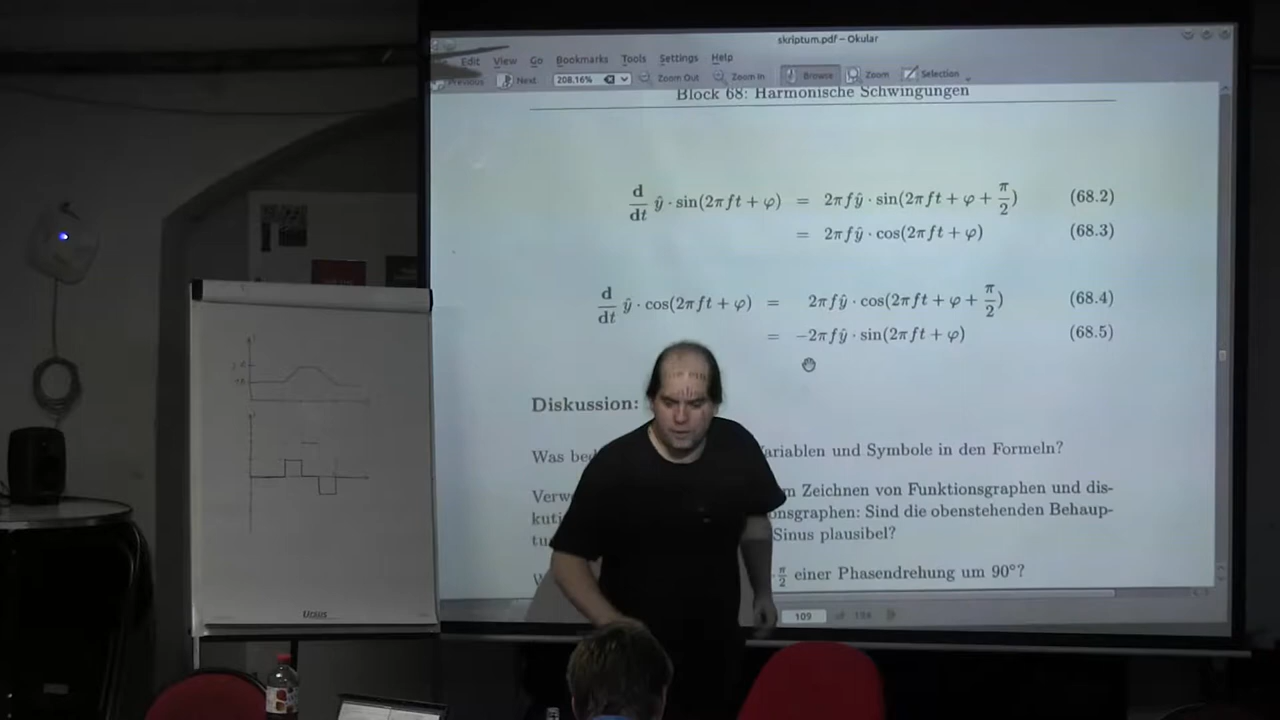 skriptum.pdf – Okular
Edit View Go Bookmarks Tools Settings Help
Previous Next 208.16% Zoom Out Zoom In Browse Zoom Selection
Block 68: Harmonische Schwingungen
d/dt ŷ · sin(2πft + φ) = 2πfŷ · sin(2πft + φ + π/2) (68.2)
= 2πfŷ · cos(2πft + φ) (68.3)
d/dt ŷ · cos(2πft + φ) = 2πfŷ · cos(2πft + φ + π/2) (68.4)
= −2πfŷ · sin(2πft + φ) (68.5)
Diskussion:
Was bed ariablen und Symbole in den Formeln?
Verw m Zeichnen von Funktionsgraphen und dis-
kuti onsgraphen: Sind die obenstehenden Behaup-
tu Sinus plausibel?
π/2 einer Phasendrehung um 90°?
109 of
Ursus